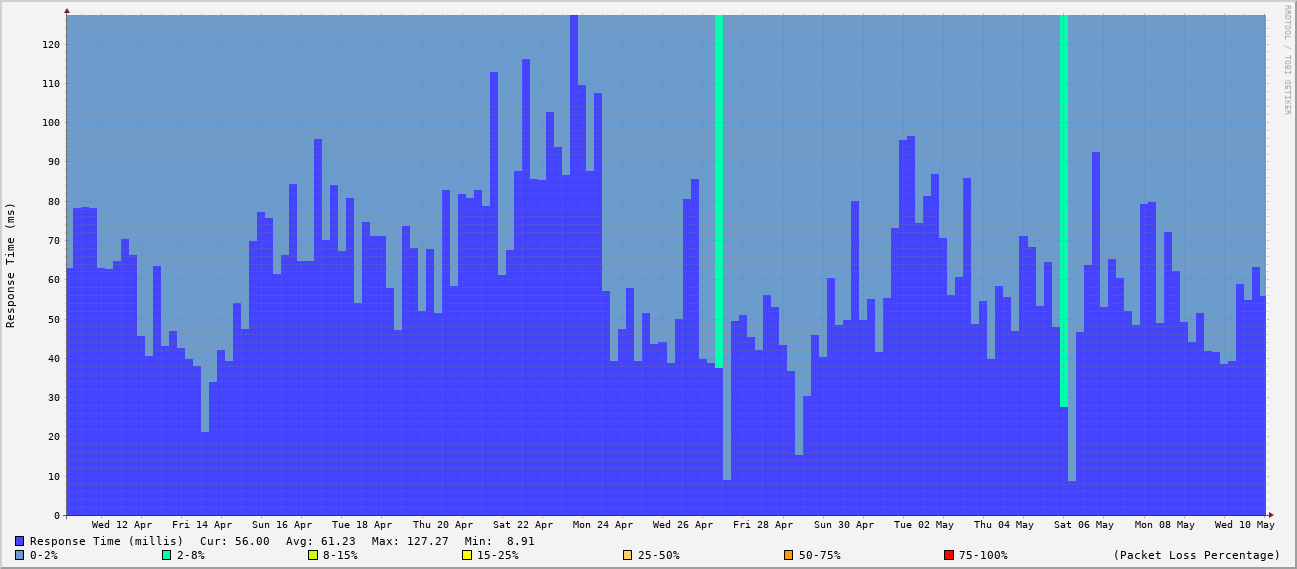 RRDTOOL / TOBI OETIKER
Response Time (ms)
120
110
100
90
80
70
60
50
40
30
20
10
0
Wed 12 Apr Fri 14 Apr Sun 16 Apr Tue 18 Apr Thu 20 Apr Sat 22 Apr Mon 24 Apr Wed 26 Apr Fri 28 Apr Sun 30 Apr Tue 02 May Thu 04 May Sat 06 May Mon 08 May Wed 10 May
Response Time (millis) Cur: 56.00 Avg: 61.23 Max: 127.27 Min: 8.91
0-2% 2-8% 8-15% 15-25% 25-50% 50-75% 75-100% (Packet Loss Percentage)